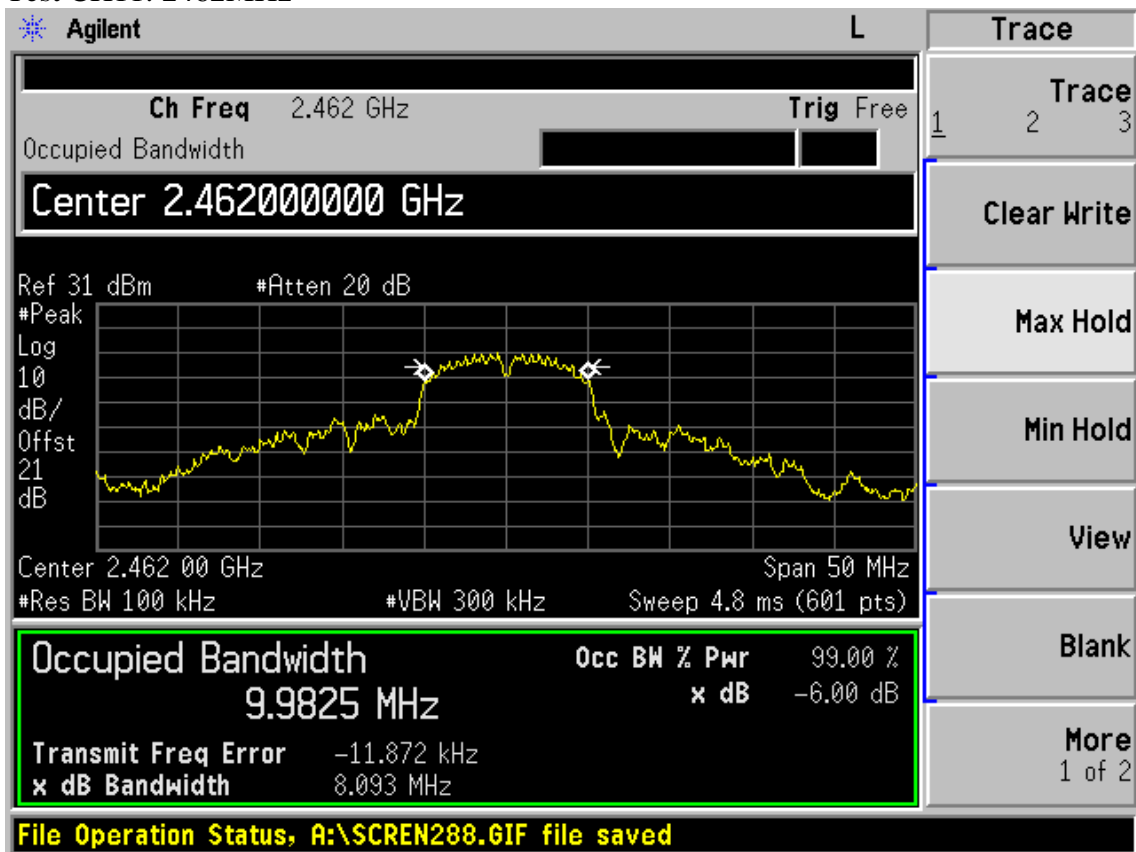 Agilent L Trace
Ch Freq 2.462 GHz Trig Free
Occupied Bandwidth
Center 2.462000000 GHz
Ref 31 dBm #Atten 20 dB
#Peak
Log
10
dB/
Offst
21
dB
Center 2.462 00 GHz Span 50 MHz
#Res BW 100 kHz #VBW 300 kHz Sweep 4.8 ms (601 pts)
Occupied Bandwidth Occ BW % Pwr 99.00 %
9.9825 MHz x dB -6.00 dB
Transmit Freq Error -11.872 kHz
x dB Bandwidth 8.093 MHz
File Operation Status, A:\SCREN288.GIF file saved
Trace
1 2 3
Clear Write
Max Hold
Min Hold
View
Blank
More
1 of 2